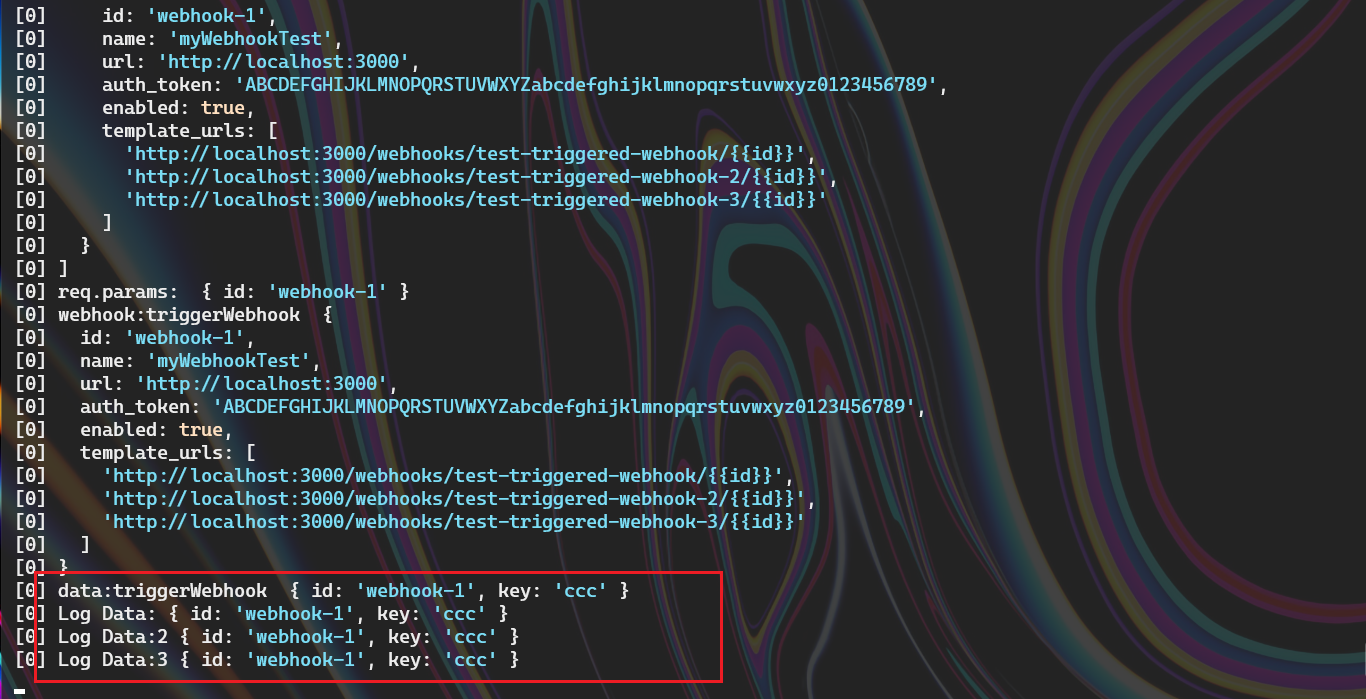 [0]     id: 'webhook-1',
[0]     name: 'myWebhookTest',
[0]     url: 'http://localhost:3000',
[0]     auth_token: 'ABCDEFGHIJKLMNOPQRSTUVWXYZabcdefghijklmnopqrstuvwxyz0123456789',
[0]     enabled: true,
[0]     template_urls: [
[0]       'http://localhost:3000/webhooks/test-triggered-webhook/{{id}}',
[0]       'http://localhost:3000/webhooks/test-triggered-webhook-2/{{id}}',
[0]       'http://localhost:3000/webhooks/test-triggered-webhook-3/{{id}}'
[0]     ]
[0]   }
[0] ]
[0] req.params:  { id: 'webhook-1' }
[0] webhook:triggerWebhook  {
[0]   id: 'webhook-1',
[0]   name: 'myWebhookTest',
[0]   url: 'http://localhost:3000',
[0]   auth_token: 'ABCDEFGHIJKLMNOPQRSTUVWXYZabcdefghijklmnopqrstuvwxyz0123456789',
[0]   enabled: true,
[0]   template_urls: [
[0]     'http://localhost:3000/webhooks/test-triggered-webhook/{{id}}',
[0]     'http://localhost:3000/webhooks/test-triggered-webhook-2/{{id}}',
[0]     'http://localhost:3000/webhooks/test-triggered-webhook-3/{{id}}'
[0]   ]
[0] }
[0] data:triggerWebhook  { id: 'webhook-1', key: 'ccc' }
[0] Log Data: { id: 'webhook-1', key: 'ccc' }
[0] Log Data:2 { id: 'webhook-1', key: 'ccc' }
[0] Log Data:3 { id: 'webhook-1', key: 'ccc' }